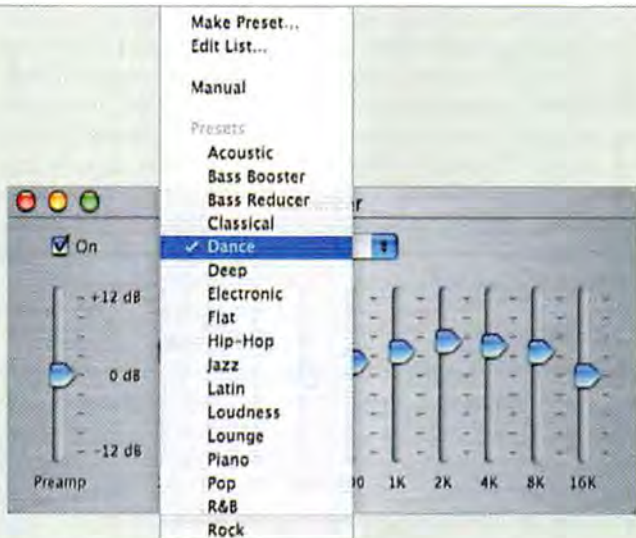 Make Preset...
Edit List...
Manual
Presets
Acoustic
Bass Booster
Bass Reducer
Classical
On
✓ Dance
Deep
+12 dB
Electronic
Flat
Hip-Hop
Jazz
0 dB
Latin
Loudness
Lounge
-12 dB
Piano
Preamp
Pop
1K 2K 4K 8K 16K
R&B
Rock